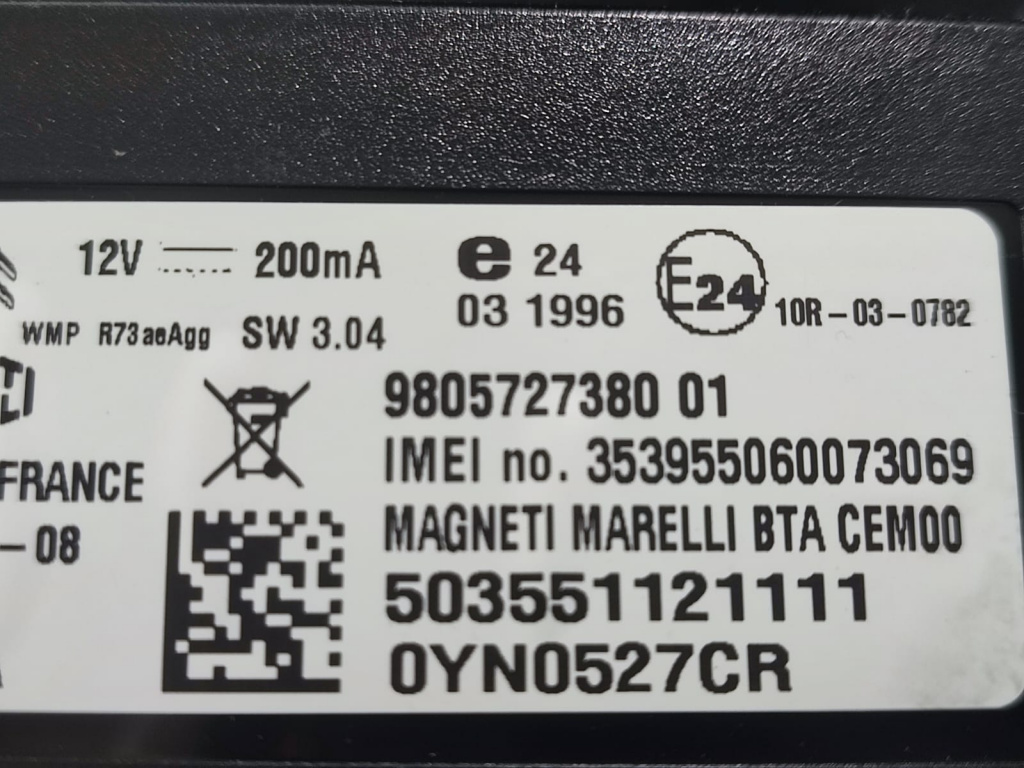 12V 200mA e 24
03 1996
E24 10R-03-0782
WMP R73aeAgg SW 3.04
9805727380 01
IMEI no. 353955060073069
FRANCE
MAGNETI MARELLI BTA CEM00
-08
503551121111
0YN0527CR